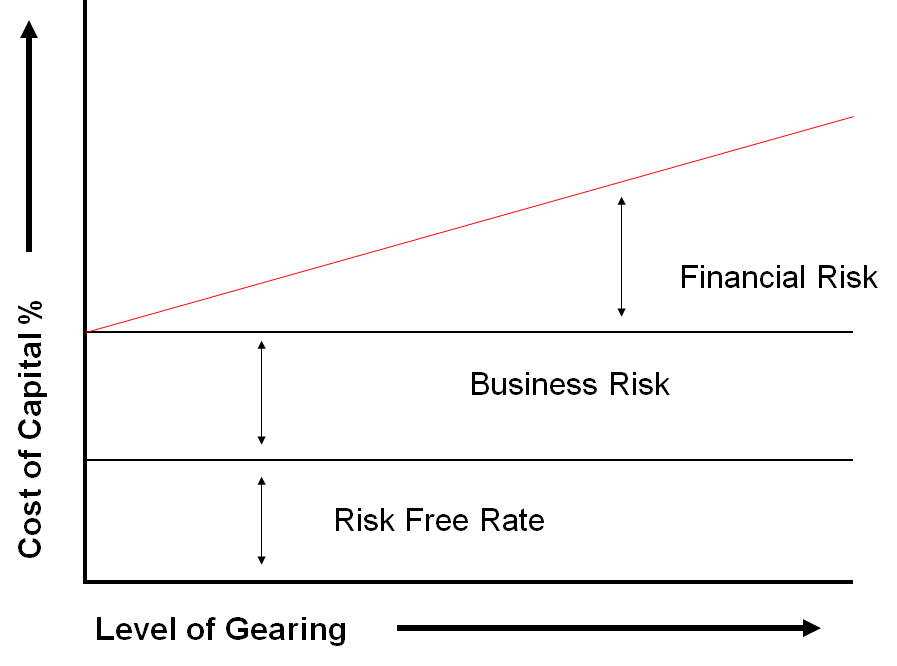 Cost of Capital %
Financial Risk
Business Risk
Risk Free Rate
Level of Gearing